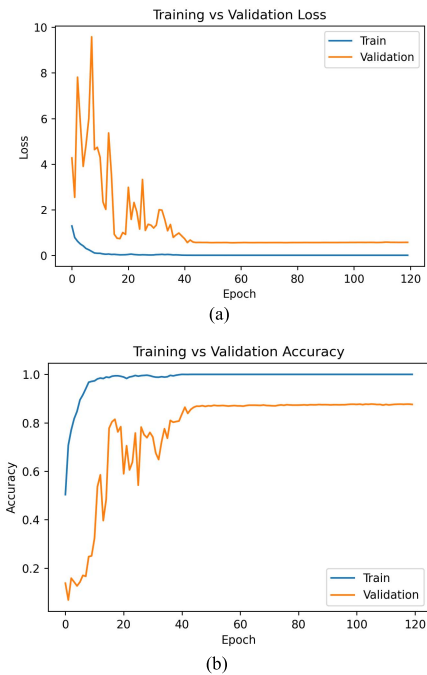 Training vs Validation Loss
10
8
6
4
2
0
Loss
Train
Validation
0 20 40 60 80 100 120
Epoch
(a)
Training vs Validation Accuracy
1.0
0.8
0.6
0.4
0.2
Accuracy
Train
Validation
0 20 40 60 80 100 120
Epoch
(b)